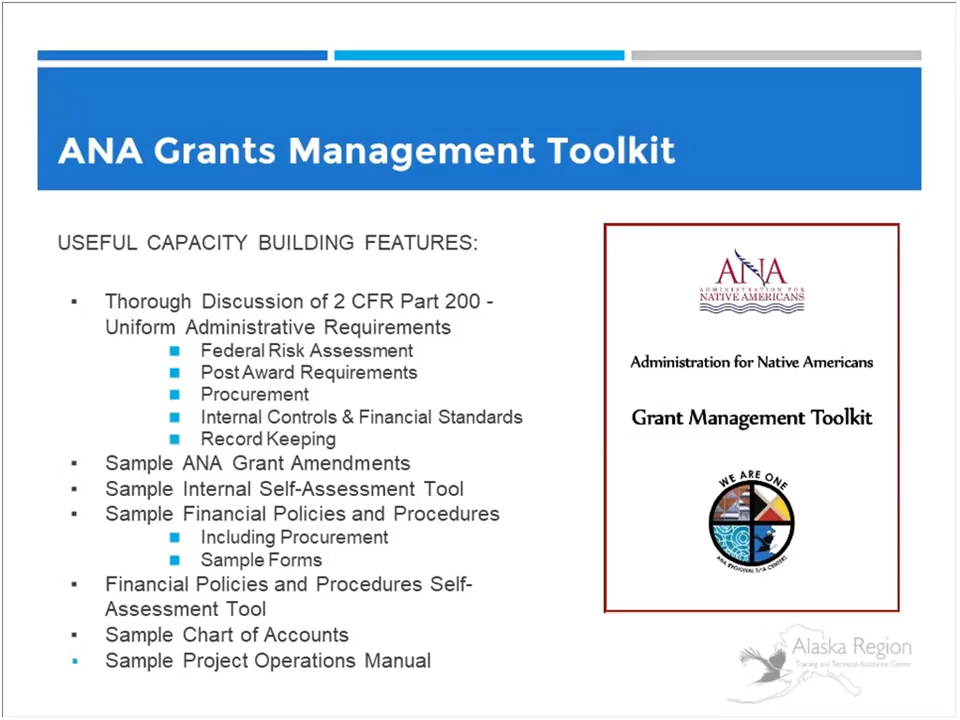 ANA Grants Management Toolkit
USEFUL CAPACITY BUILDING FEATURES:
▪ Thorough Discussion of 2 CFR Part 200 -
Uniform Administrative Requirements
■ Federal Risk Assessment
■ Post Award Requirements
■ Procurement
■ Internal Controls & Financial Standards
■ Record Keeping
▪ Sample ANA Grant Amendments
▪ Sample Internal Self-Assessment Tool
▪ Sample Financial Policies and Procedures
■ Including Procurement
■ Sample Forms
▪ Financial Policies and Procedures Self-
Assessment Tool
▪ Sample Chart of Accounts
▪ Sample Project Operations Manual
ANA
ADMINISTRATION FOR
NATIVE AMERICANS
Administration for Native Americans
Grant Management Toolkit
WE ARE ONE
ANA REGIONAL T/TA CENTERS
Alaska Region
Training and Technical Assistance Center